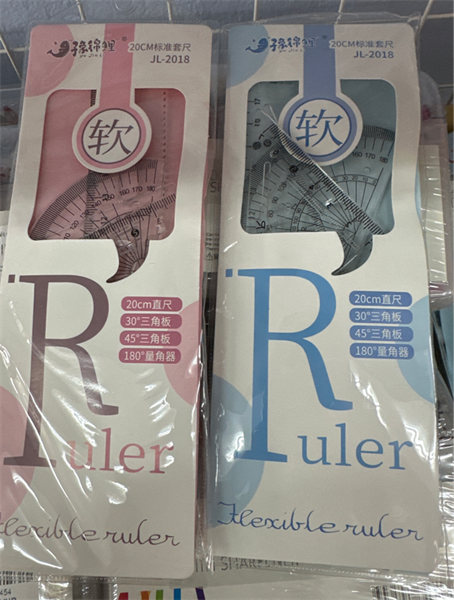 20CM标准套尺
JL-2018
软
Ruler
20cm直尺
30°三角板
45°三角板
180°量角器
Flexible ruler
20CM标准套尺
JL-2018
软
Ruler
20cm直尺
30°三角板
45°三角板
180°量角器
Flexible ruler